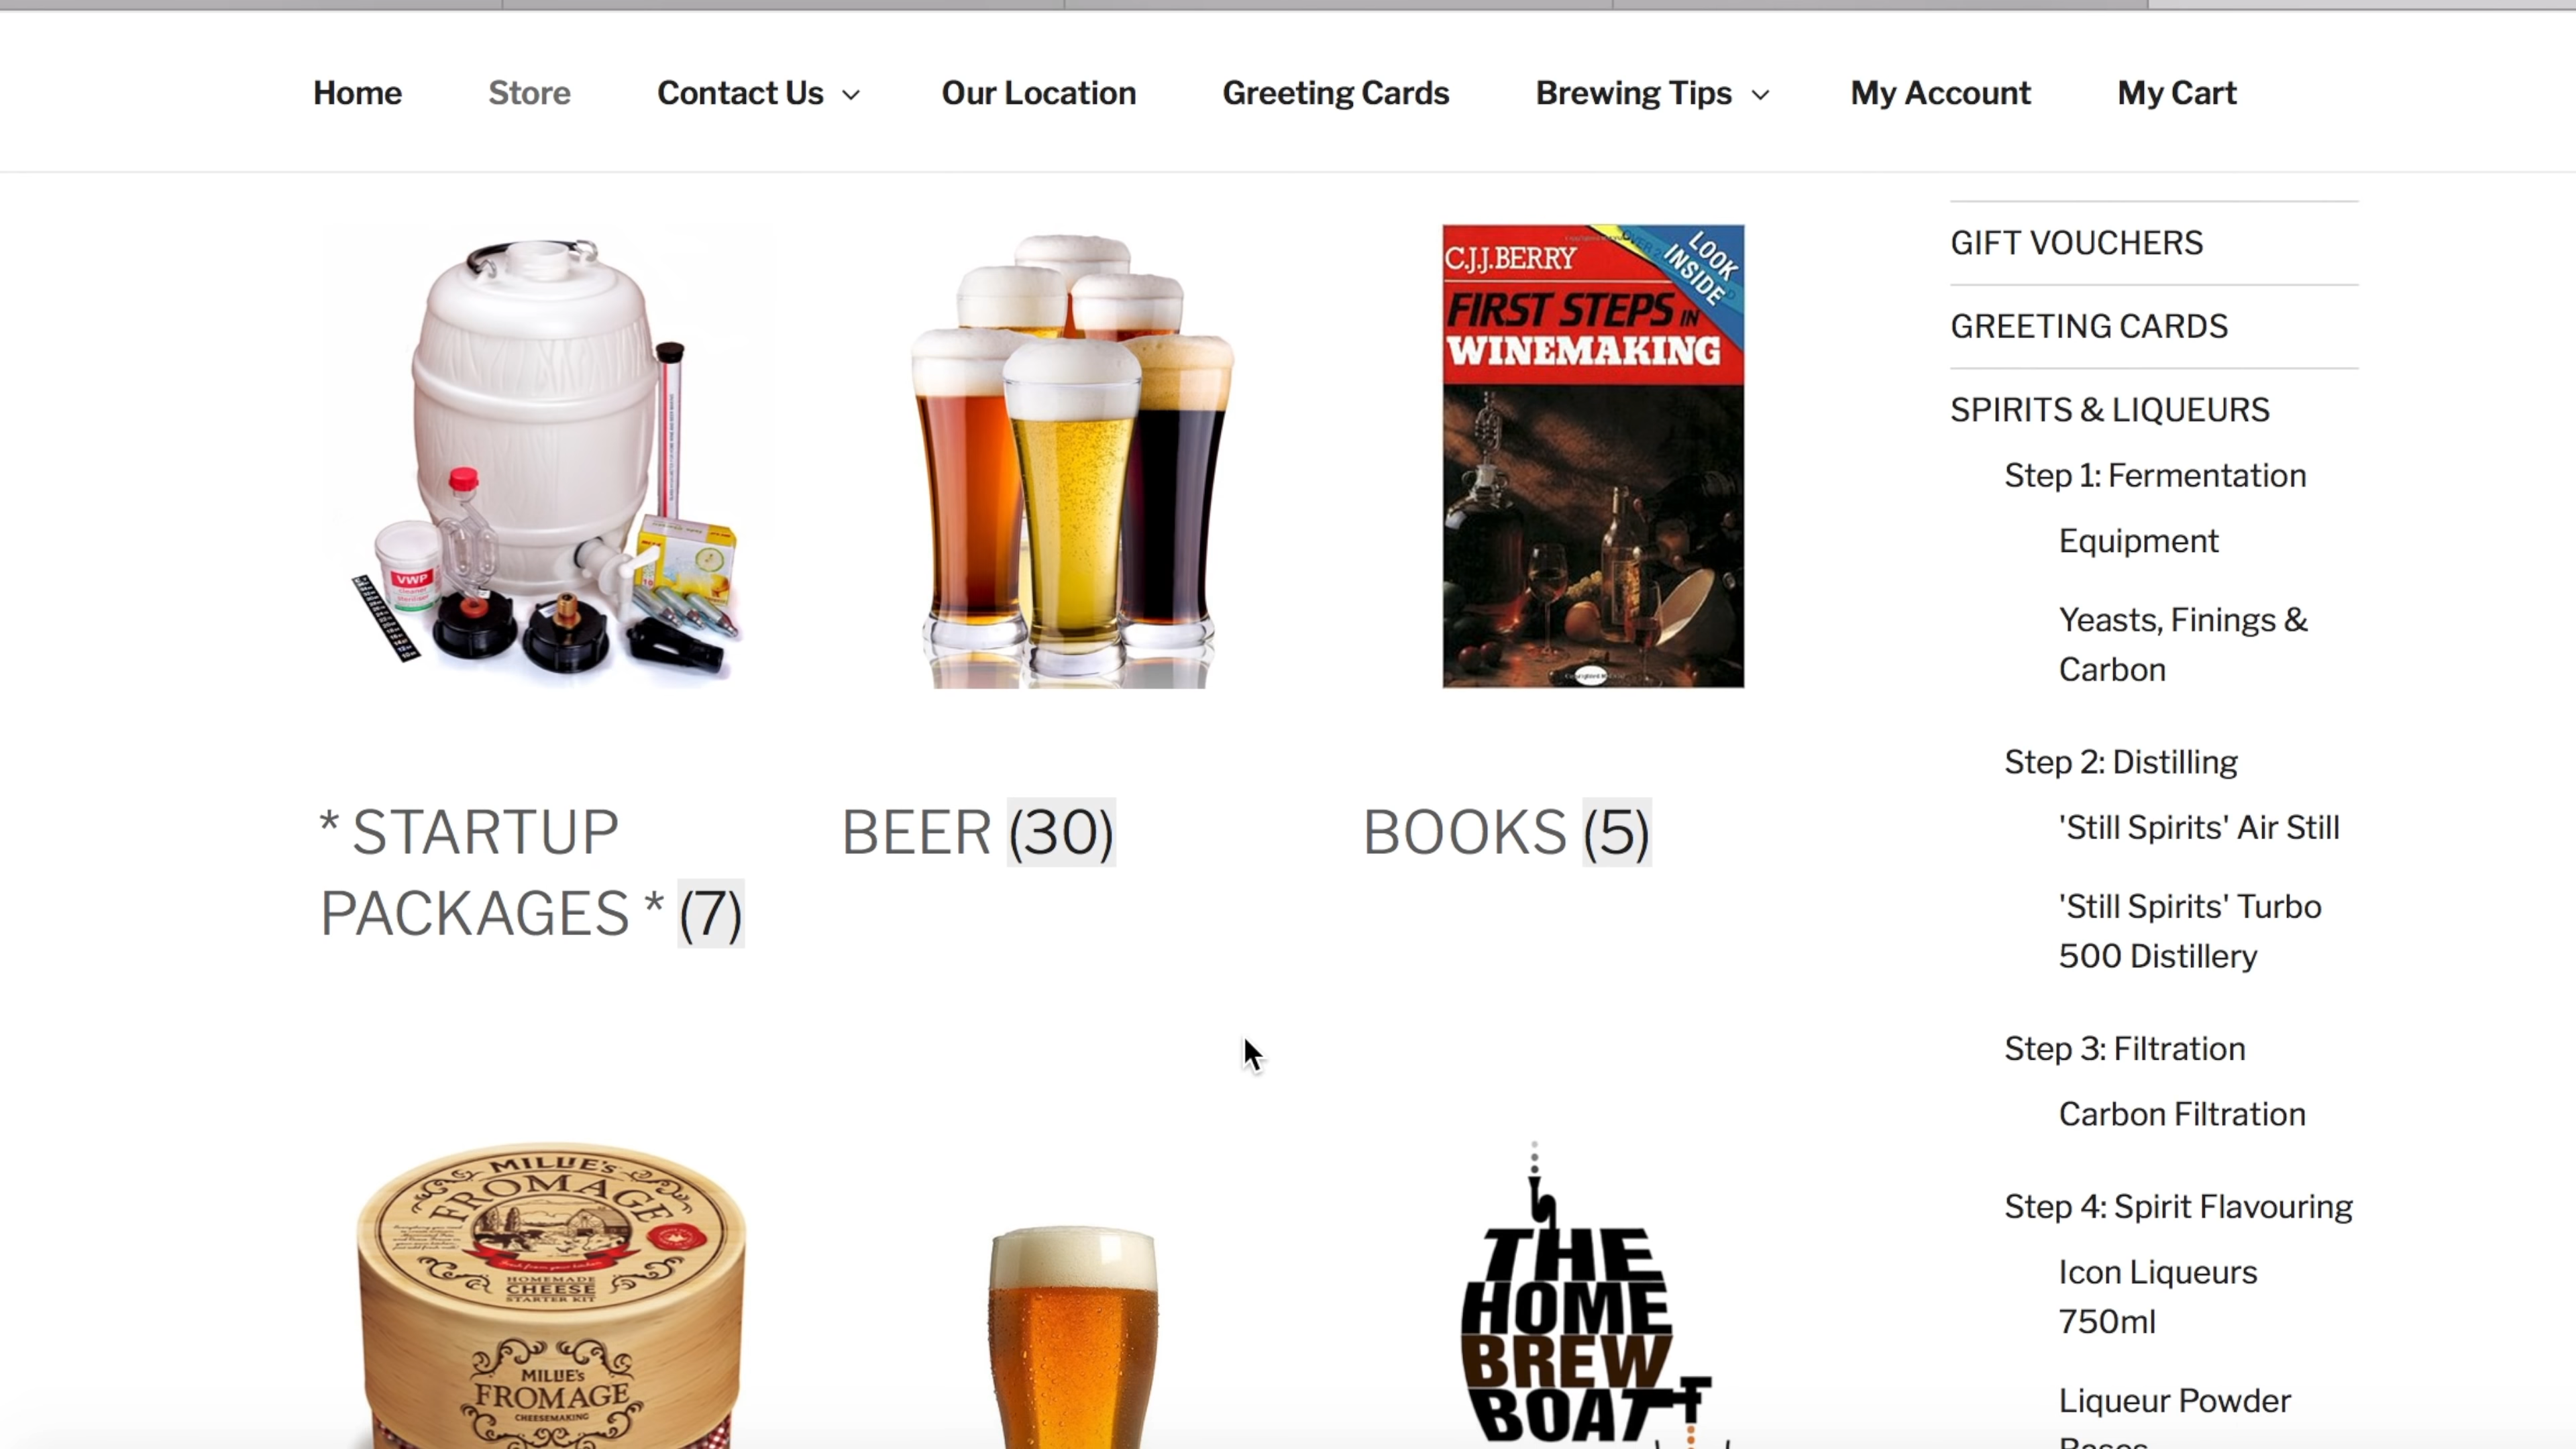 Home Store Contact Us Our Location Greeting Cards Brewing Tips My Account My Cart
VWP
C.J.J.BERRY
LOOK
INSIDE
FIRST STEPS IN
WINEMAKING
* STARTUP
PACKAGES * (7)
BEER (30)
BOOKS (5)
MILLIE'S
FROMAGE
HOMEMADE
CHEESE
STARTER KIT
MILLIE'S
FROMAGE
CHEESEMAKING
THE
HOME
BREW
BOAT
GIFT VOUCHERS
GREETING CARDS
SPIRITS & LIQUEURS
Step 1: Fermentation
Equipment
Yeasts, Finings &
Carbon
Step 2: Distilling
'Still Spirits' Air Still
'Still Spirits' Turbo
500 Distillery
Step 3: Filtration
Carbon Filtration
Step 4: Spirit Flavouring
Icon Liqueurs
750ml
Liqueur Powder